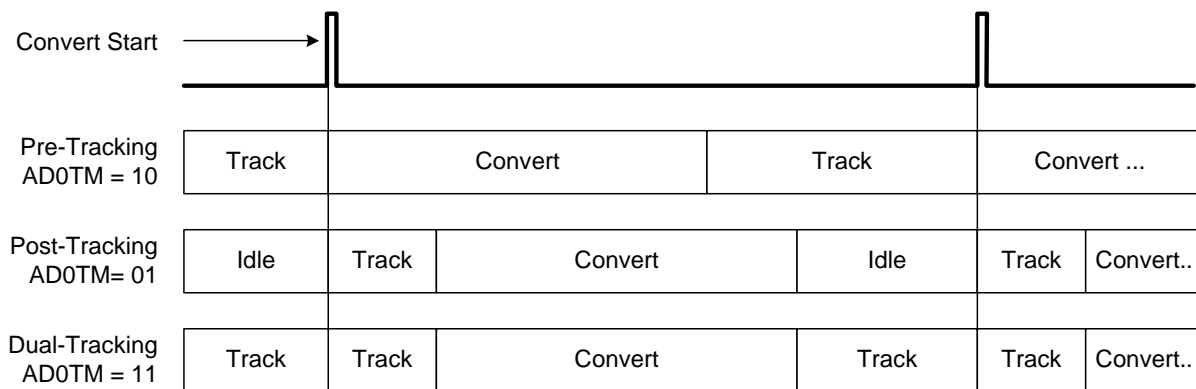 Convert Start
Pre-Tracking
AD0TM = 10
Track Convert Track Convert ...
Post-Tracking
AD0TM= 01
Idle Track Convert Idle Track Convert..
Dual-Tracking
AD0TM = 11
Track Track Convert Track Track Convert..